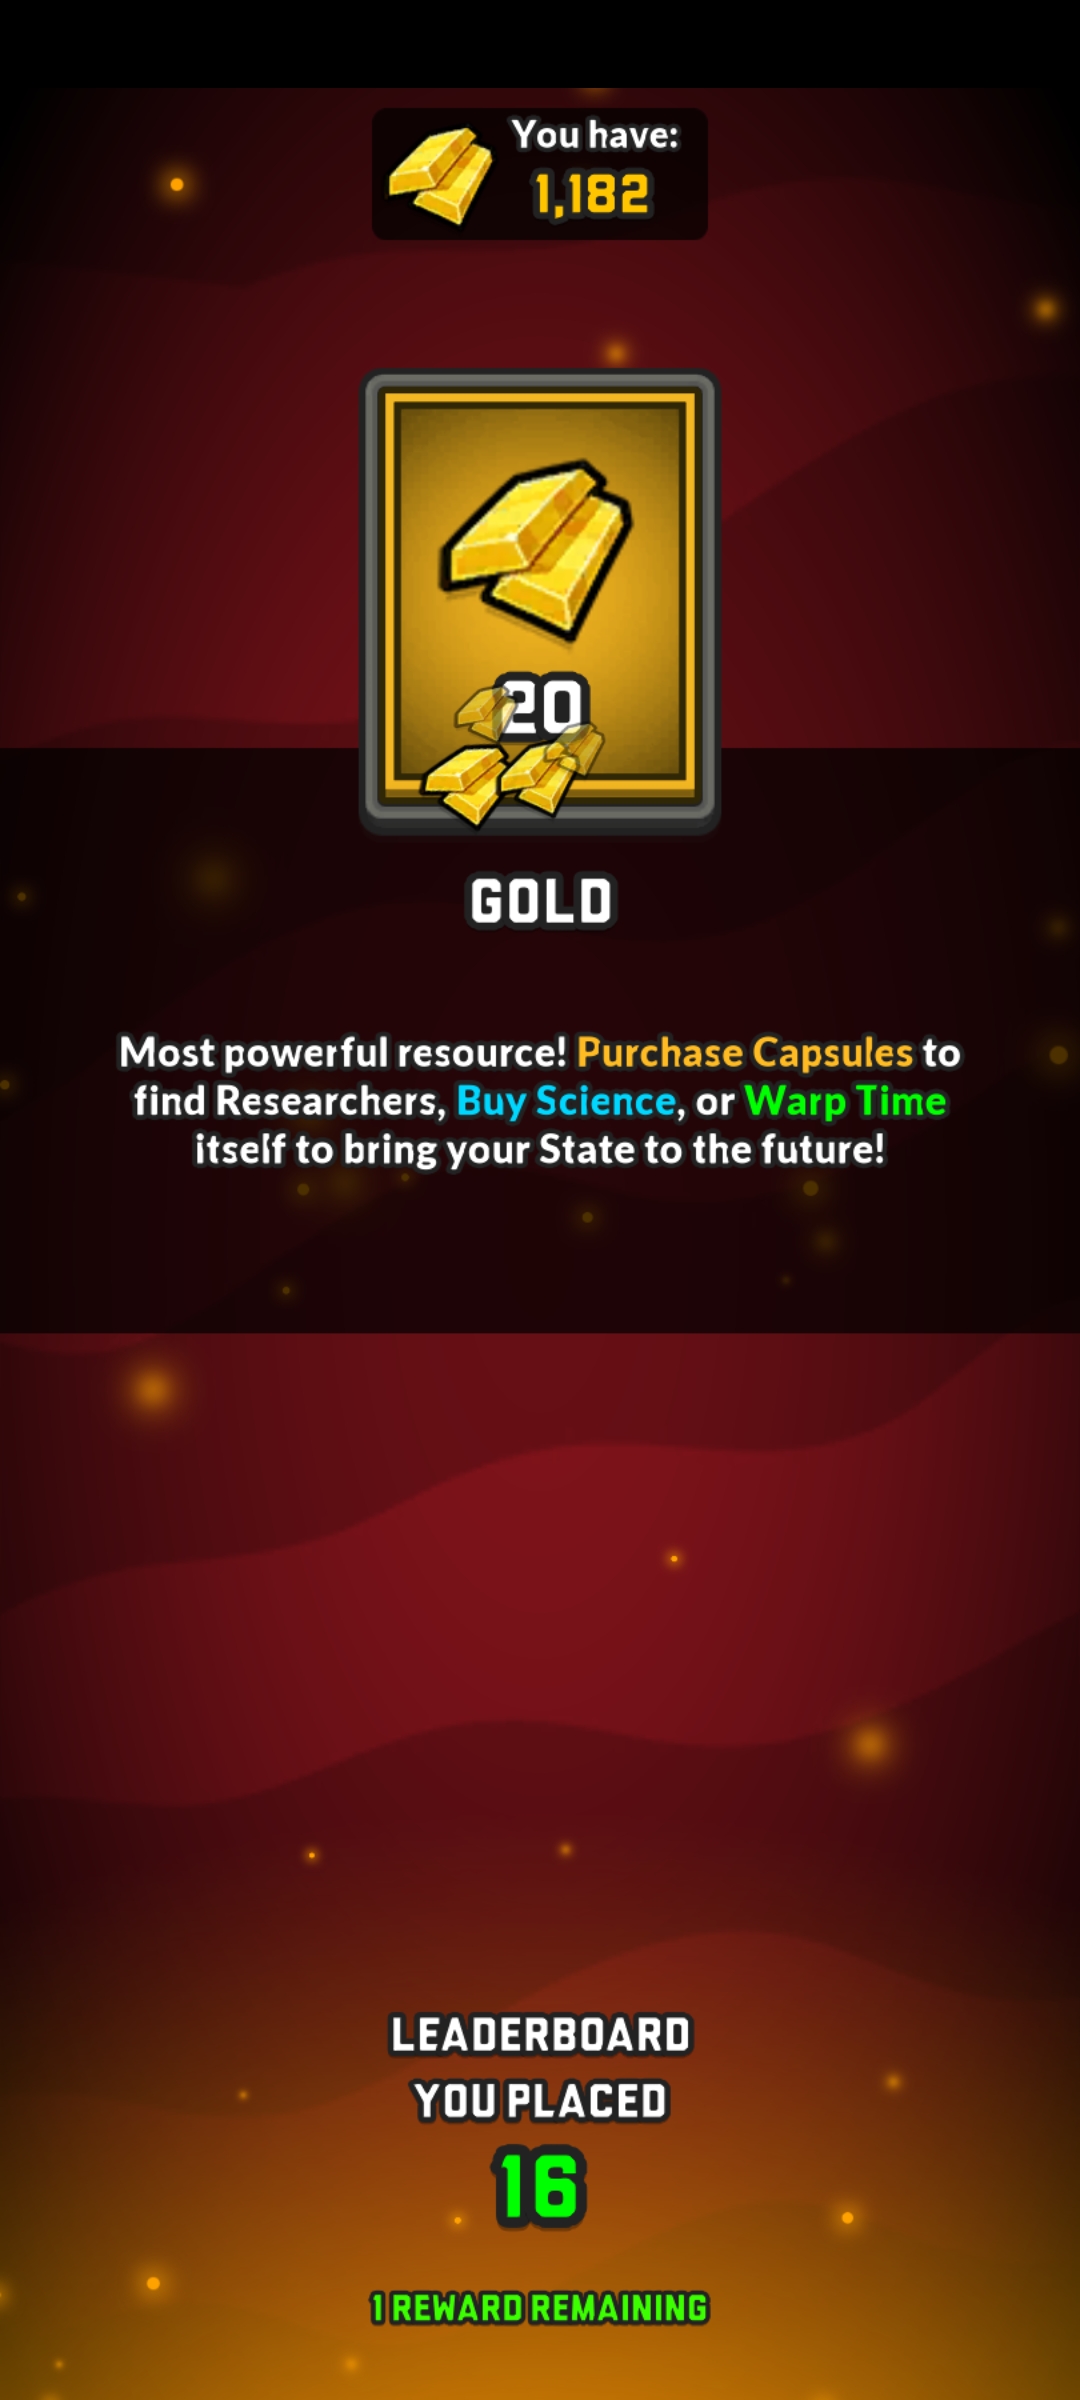 You have:
1,182
20
GOLD
Most powerful resource! Purchase Capsules to
find Researchers, Buy Science, or Warp Time
itself to bring your State to the future!
LEADERBOARD
YOU PLACED
16
1 REWARD REMAINING